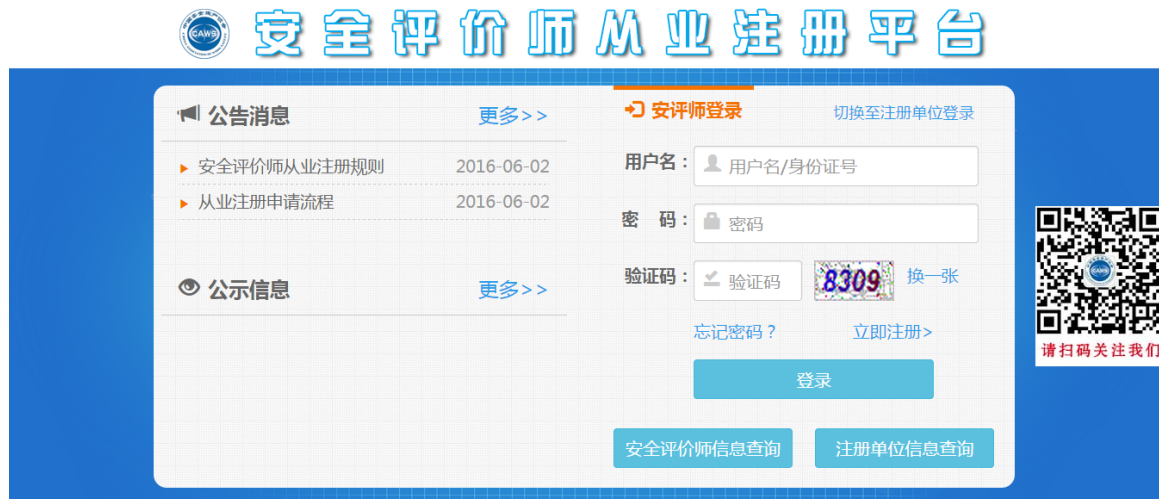 CAWS 安全评价师从业注册平台
公告消息 更多>>
安全评价师从业注册规则 2016-06-02
从业注册申请流程 2016-06-02
公示信息 更多>>
安评师登录 切换至注册单位登录
用户名： 用户名/身份证号
密 码： 密码
验证码： 验证码 8309 换一张
忘记密码？ 立即注册>
登录
安全评价师信息查询 注册单位信息查询
CAWS
请扫码关注我们